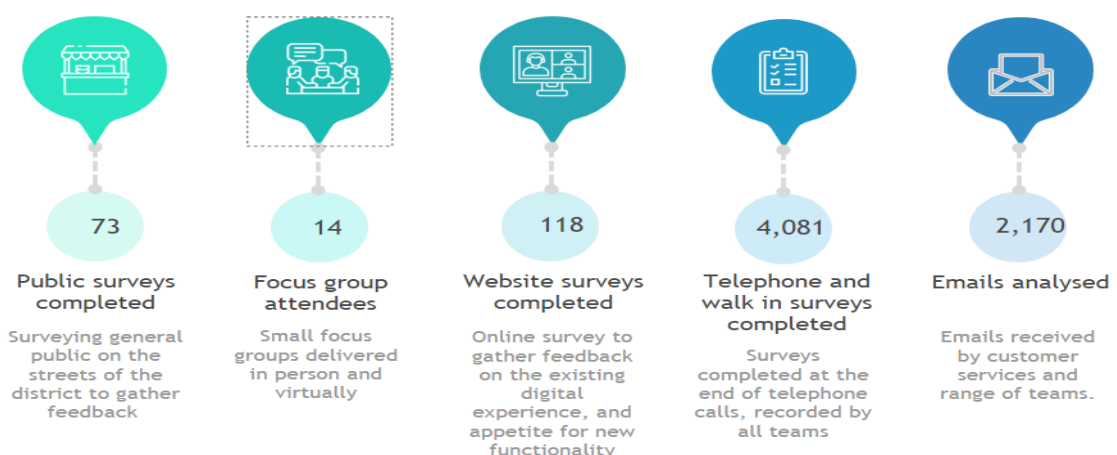 73
Public surveys
completed
Surveying general
public on the
streets of the
district to gather
feedback
14
Focus group
attendees
Small focus
groups delivered
in person and
virtually
118
Website surveys
completed
Online survey to
gather feedback
on the existing
digital
experience, and
appetite for new
functionality
4,081
Telephone and
walk in surveys
completed
Surveys
completed at the
end of telephone
calls, recorded by
all teams
2,170
Emails analysed
Emails received
by customer
services and
range of teams.